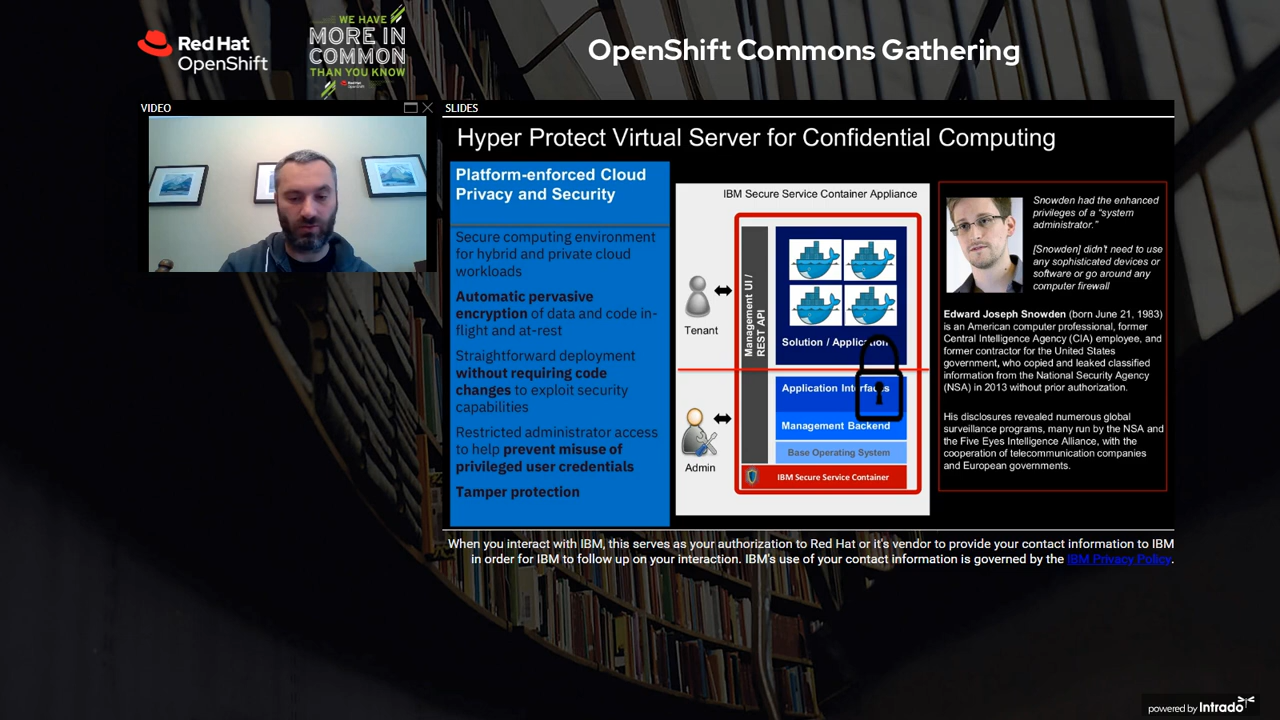 Red Hat
OpenShift
WE HAVE
MORE IN
COMMON
THAN YOU KNOW
Red Hat
OpenShift
OpenShift Commons Gathering
VIDEO
SLIDES
Hyper Protect Virtual Server for Confidential Computing
Platform-enforced Cloud
Privacy and Security
Secure computing environment
for hybrid and private cloud
workloads
Automatic pervasive
encryption of data and code in-
flight and at-rest
Straightforward deployment
without requiring code
changes to exploit security
capabilities
Restricted administrator access
to help prevent misuse of
privileged user credentials
Tamper protection
IBM Secure Service Container Appliance
Tenant
Admin
Management UI /
REST API
Solution / Application
Application Interfaces
Management Backend
Base Operating System
IBM Secure Service Container
Snowden had the enhanced
privileges of a "system
administrator."
[Snowden] didn't need to use
any sophisticated devices or
software or go around any
computer firewall
Edward Joseph Snowden (born June 21, 1983)
is an American computer professional, former
Central Intelligence Agency (CIA) employee, and
former contractor for the United States
government, who copied and leaked classified
information from the National Security Agency
(NSA) in 2013 without prior authorization.
His disclosures revealed numerous global
surveillance programs, many run by the NSA and
the Five Eyes Intelligence Alliance, with the
cooperation of telecommunication companies
and European governments.
When you interact with IBM, this serves as your authorization to Red Hat or it's vendor to provide your contact information to IBM
in order for IBM to follow up on your interaction. IBM's use of your contact information is governed by the IBM Privacy Policy.
powered by Intrado